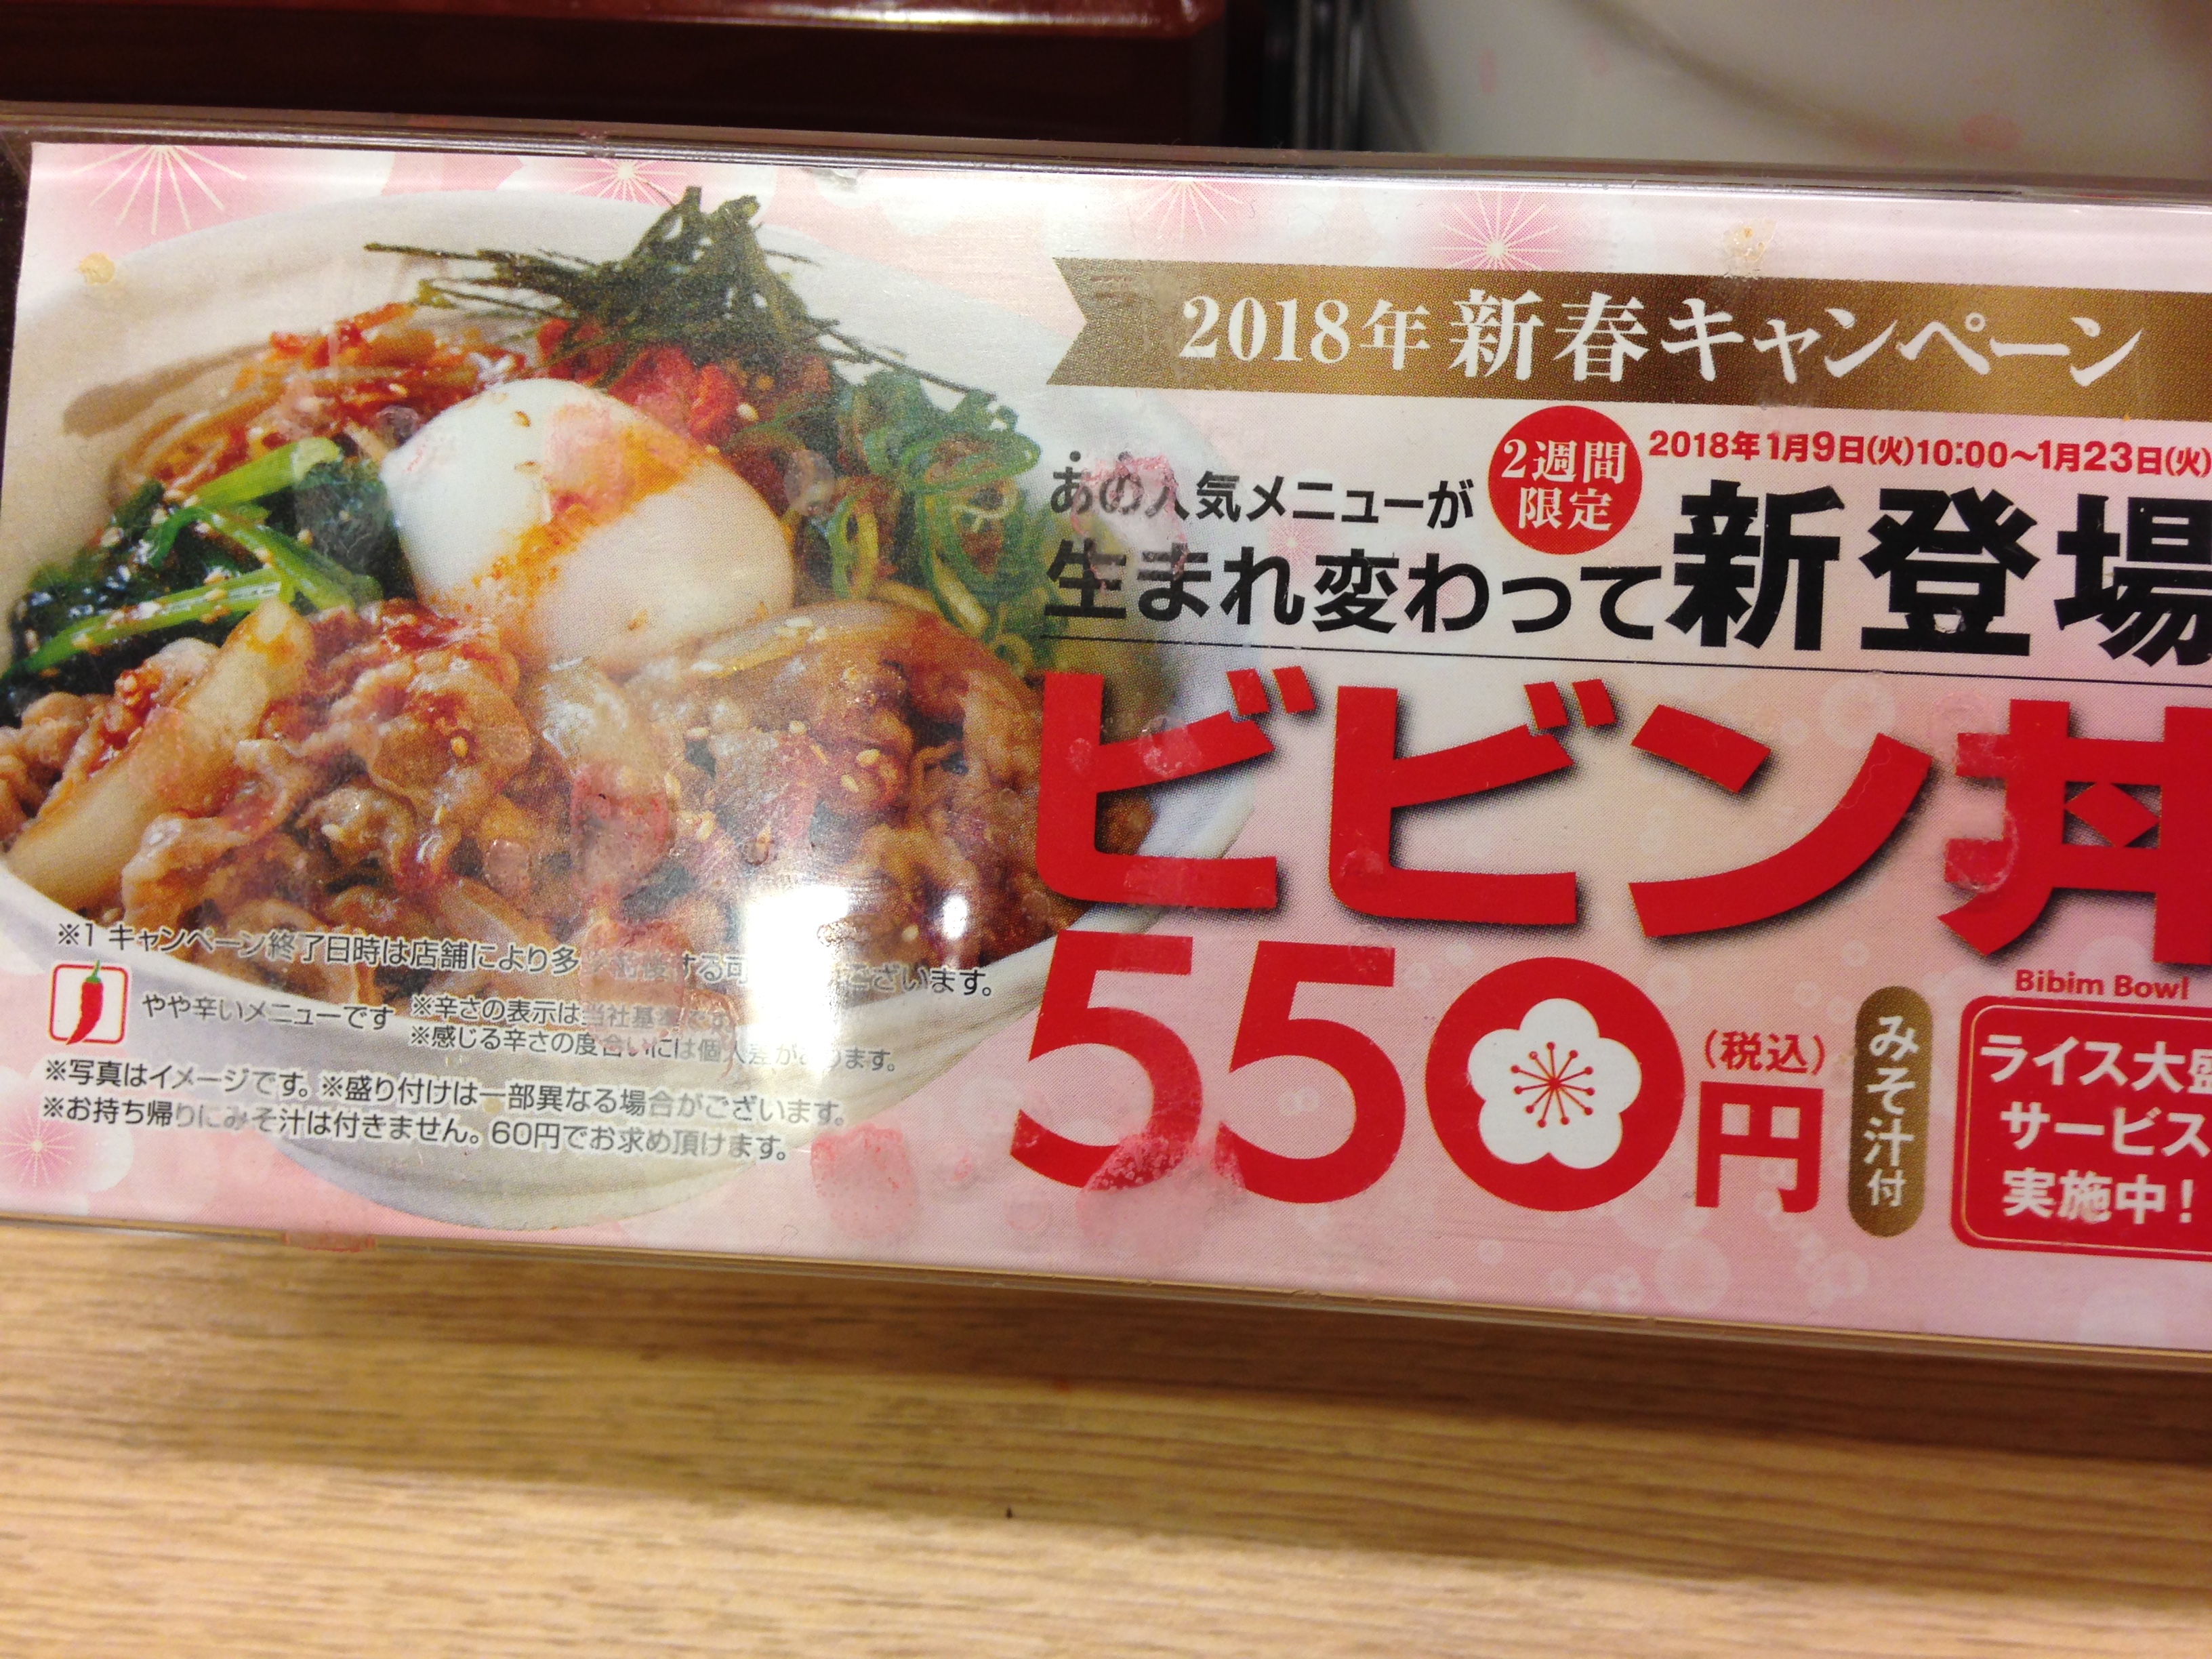 2018年 新春キャンペーン
2週間
限定
2018年1月9日(火)10:00～1月23日(火)
あの人気メニューが
生まれ変わって新登場
ビビン丼
Bibim Bowl
550円
(税込)
みそ汁付
ライス大盛
サービス
実施中!
※1 キャンペーン終了日時は店舗により多 する可 ございます。
やや辛いメニューです
※辛さの表示は当社基準で
※感じる辛さの度合いには個人差があります。
※写真はイメージです。※盛り付けは一部異なる場合がございます。
※お持ち帰りにみそ汁は付きません。60円でお求め頂けます。